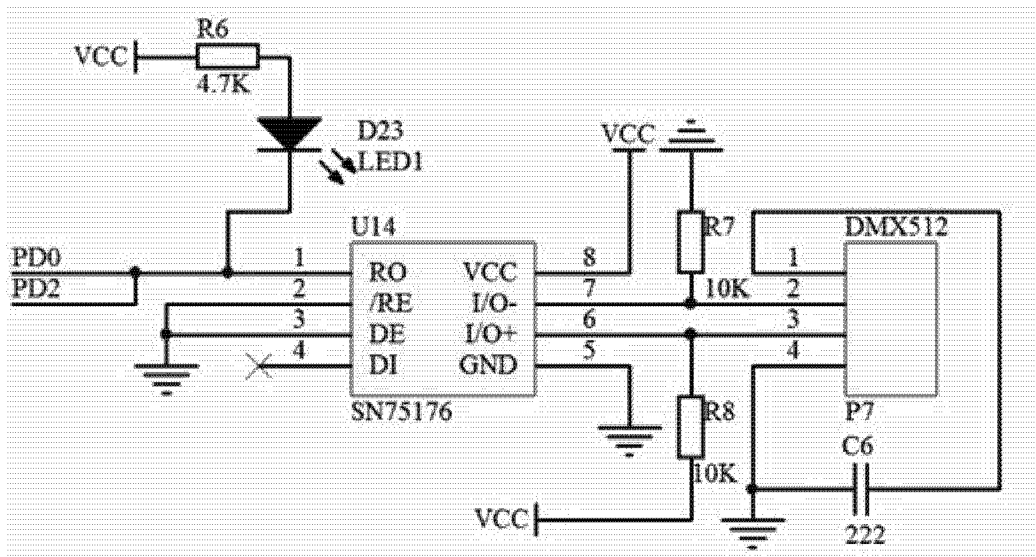 R6
VCC
4.7K
D23
LED1
VCC
U14
R7
DMX512
PD0
1
RO
VCC
8
1
PD2
2
/RE
I/O-
7
10K
2
3
DE
I/O+
6
3
4
DI
GND
5
4
SN75176
R8
P7
C6
10K
VCC
222